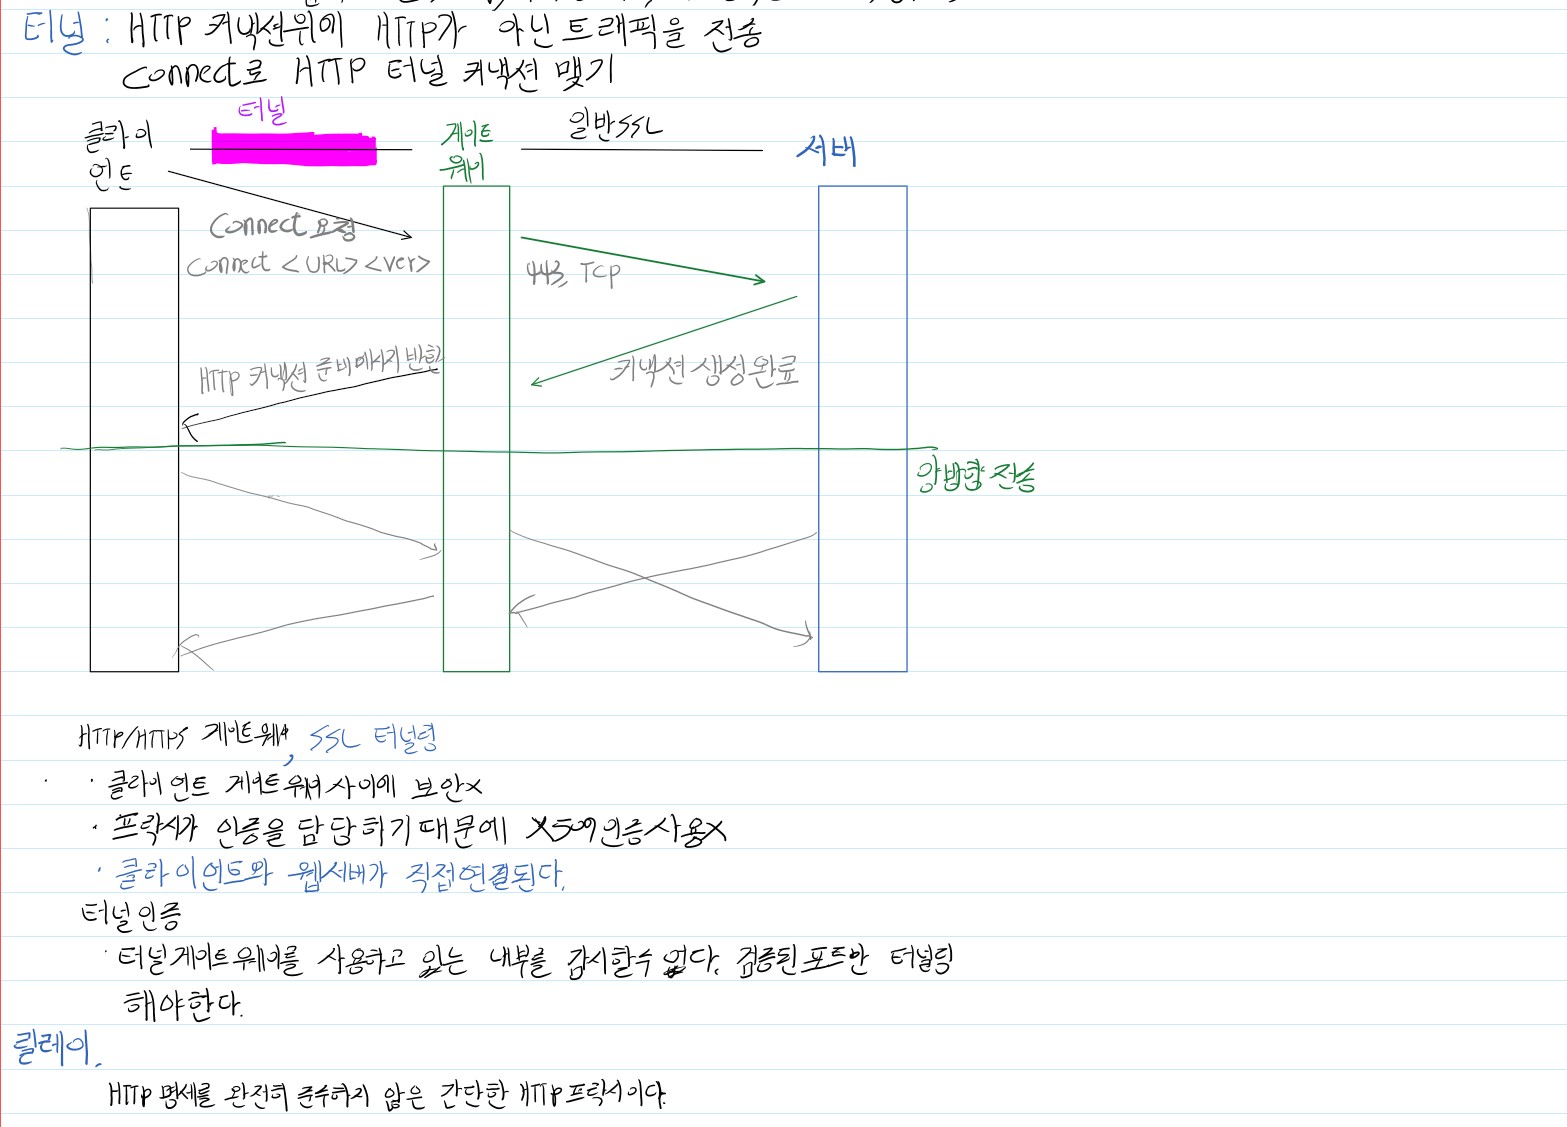 터널 : HTTP 커넥션위에 HTTP가 아닌 트래픽을 전송
Connect로 HTTP 터널 커넥션 맺기
터널
클라이
언트
게이트
웨이
일반SSL
서버
Connect 요청
Connect <URL> <ver>
443, TCP
HTTP 커넥션 준비메시지 반환
커넥션 생성완료
양방향 전송
HTTP/HTTPS 게이트웨이, SSL 터널링
· 클라이언트 게이트웨이 사이에 보안x
· 프락시가 인증을 담당하기때문에 X509인증사용x
· 클라이언트와 웹서버가 직접연결된다.
터널인증
· 터널게이트웨이를 사용하고 있는 내부를 감시할수 없다. 검증된포트만 터널링
해야한다.
릴레이.
HTTP 명세를 완전히 준수하지 않은 간단한 HTTP프락시이다.